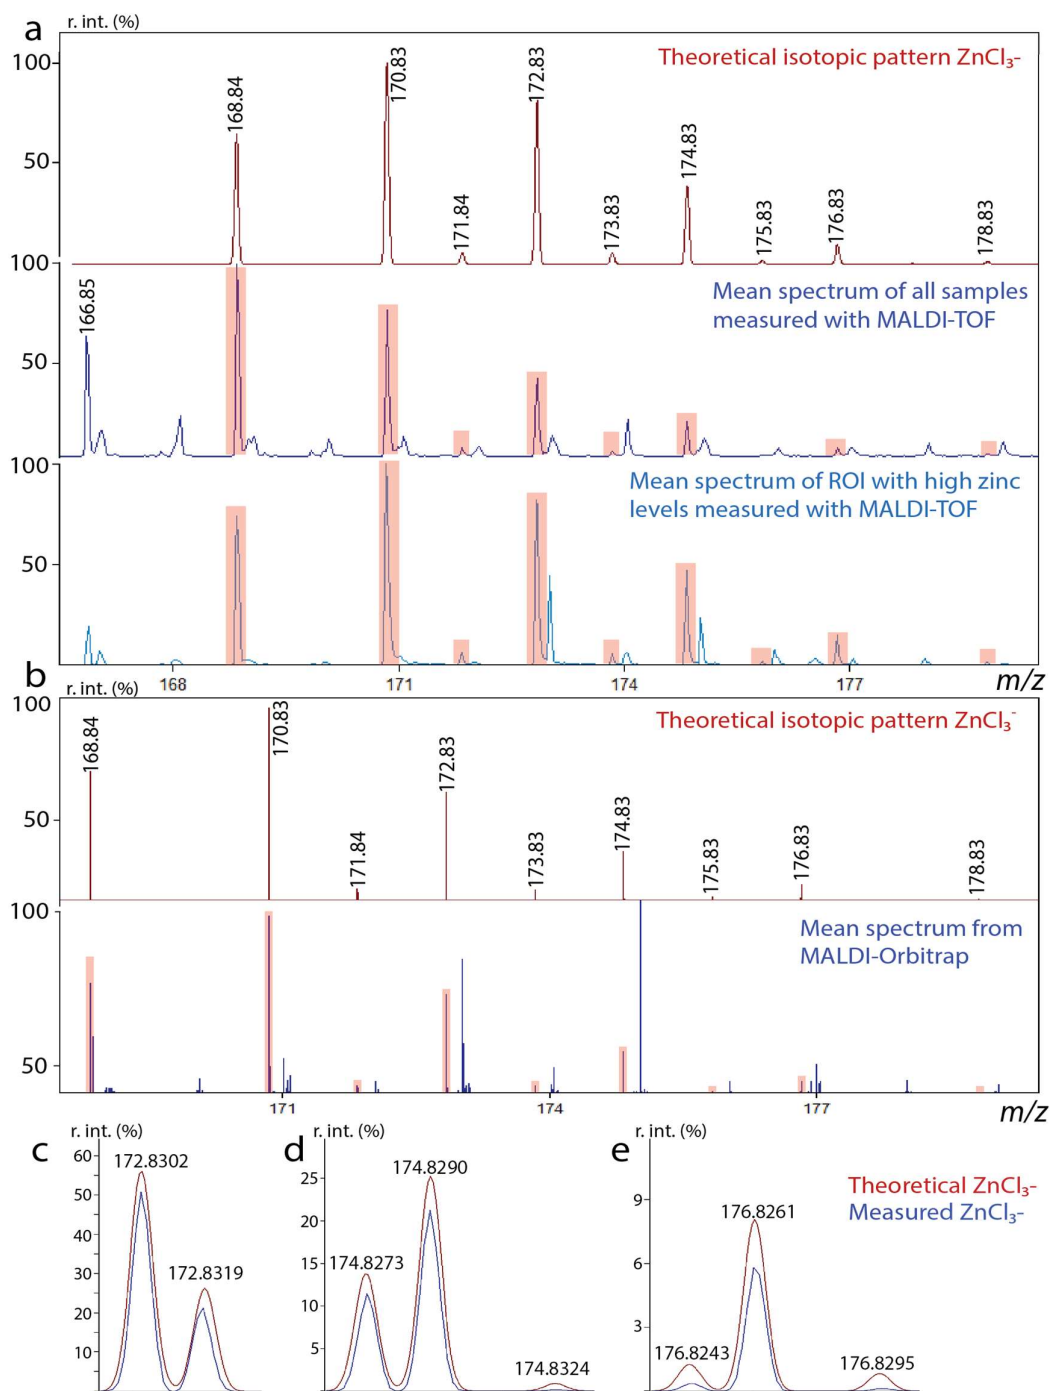 a
r. int. (%)
Theoretical isotopic pattern ZnCl₃-
100
50
168.84
170.83
171.84
172.83
173.83
174.83
175.83
176.83
178.83
100
50
166.85
Mean spectrum of all samples
measured with MALDI-TOF
100
50
Mean spectrum of ROI with high zinc
levels measured with MALDI-TOF
168
171
174
177
m/z
b
r. int. (%)
Theoretical isotopic pattern ZnCl₃⁻
100
50
168.84
170.83
171.84
172.83
173.83
174.83
175.83
176.83
178.83
100
50
Mean spectrum from
MALDI-Orbitrap
171
174
177
m/z
c
r. int. (%)
60
50
40
30
20
10
172.8302
172.8319
d
r. int. (%)
25
20
15
10
5
174.8290
174.8273
174.8324
e
r. int. (%)
9
6
3
176.8261
176.8243
176.8295
Theoretical ZnCl₃-
Measured ZnCl₃-